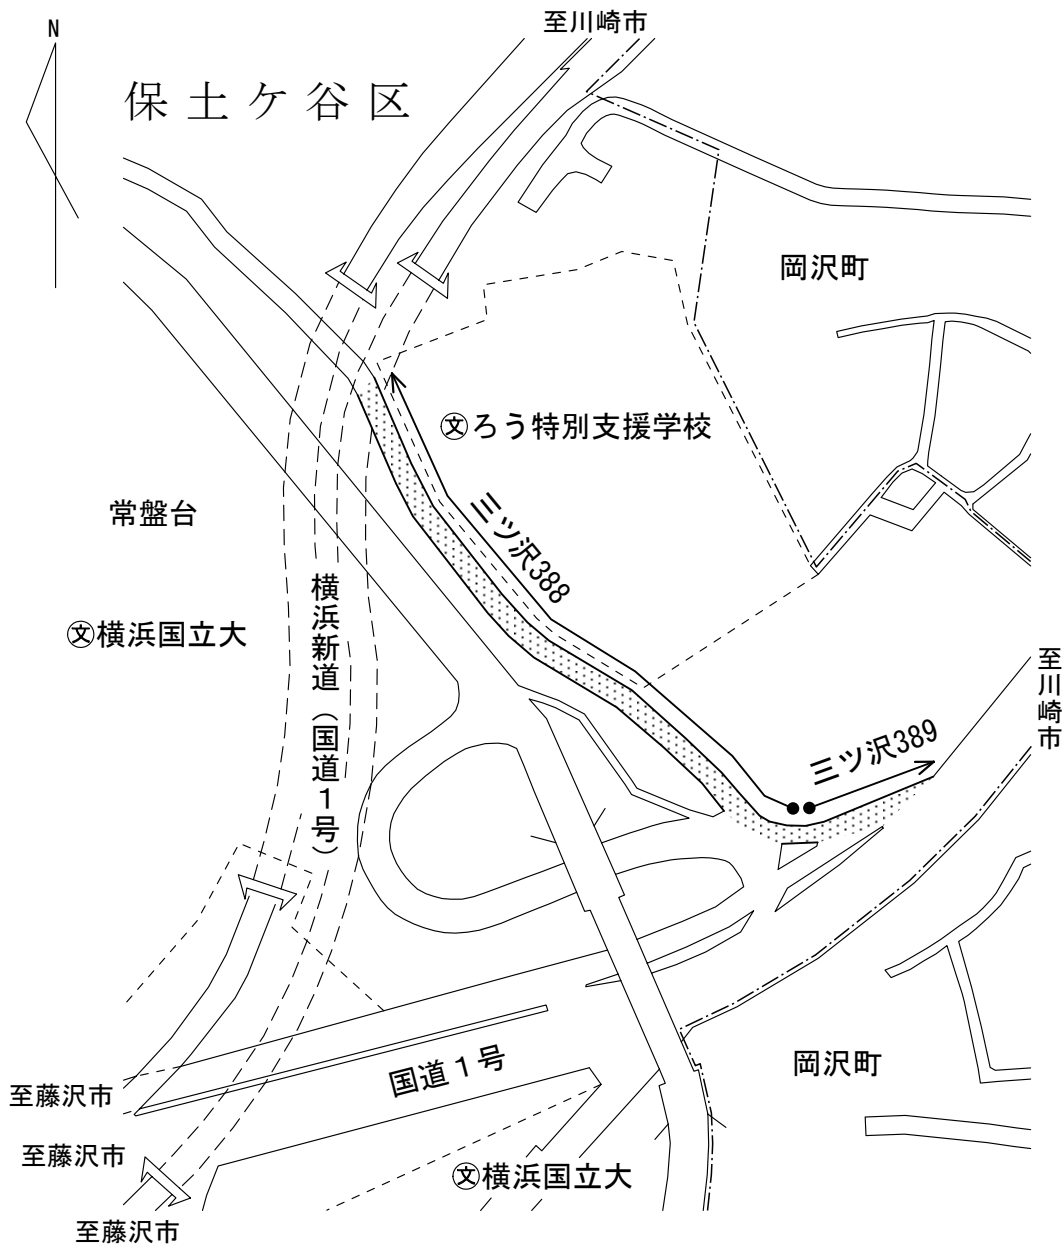 至川崎市
N
保土ケ谷区
岡沢町
㊫ろう特別支援学校
三ツ沢388
常盤台
横浜新道（国道１号）
㊫横浜国立大
至川崎市
三ツ沢389
国道１号
岡沢町
至藤沢市
至藤沢市
㊫横浜国立大
至藤沢市